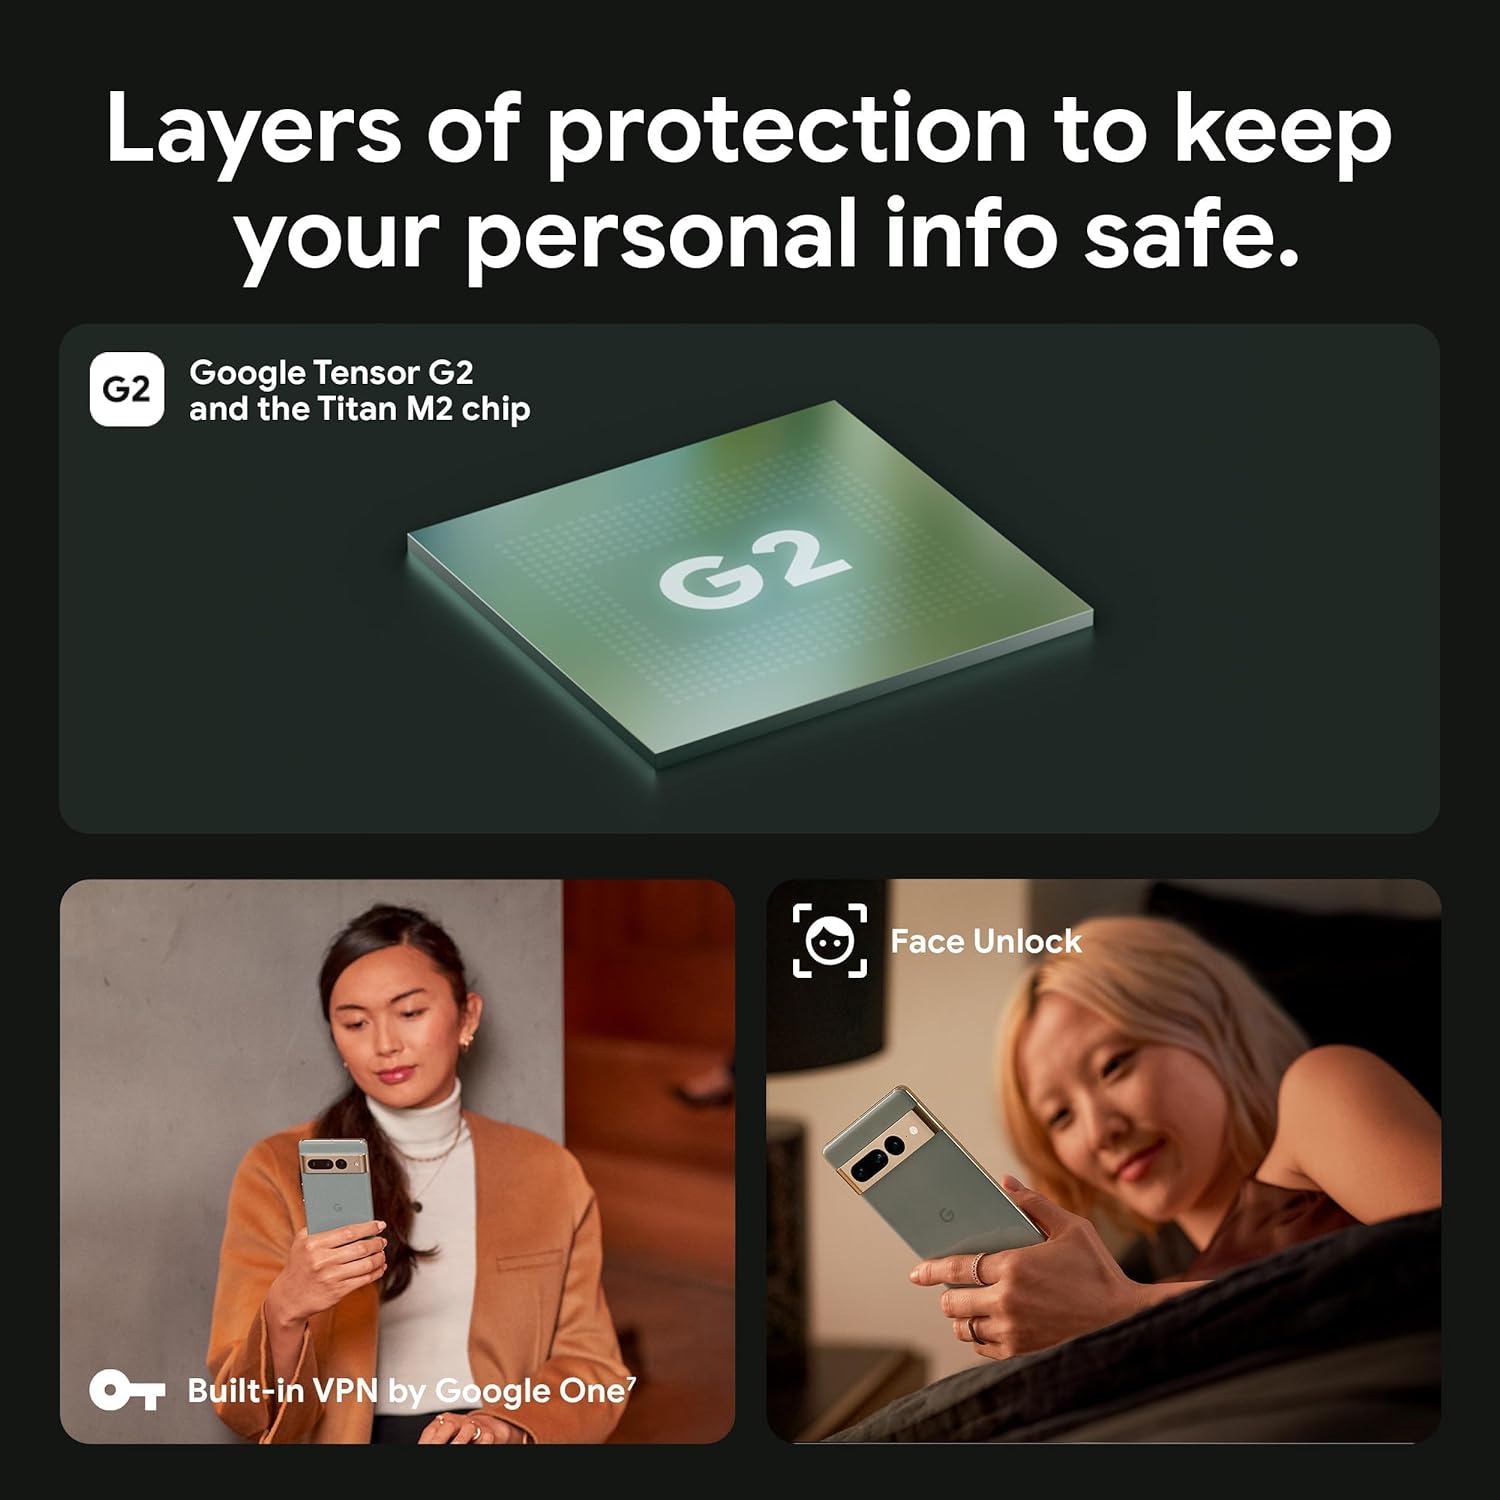 Layers of protection to keep
your personal info safe.
G2
Google Tensor G2
and the Titan M2 chip
G2
Face Unlock
G
G
Built-in VPN by Google One⁷